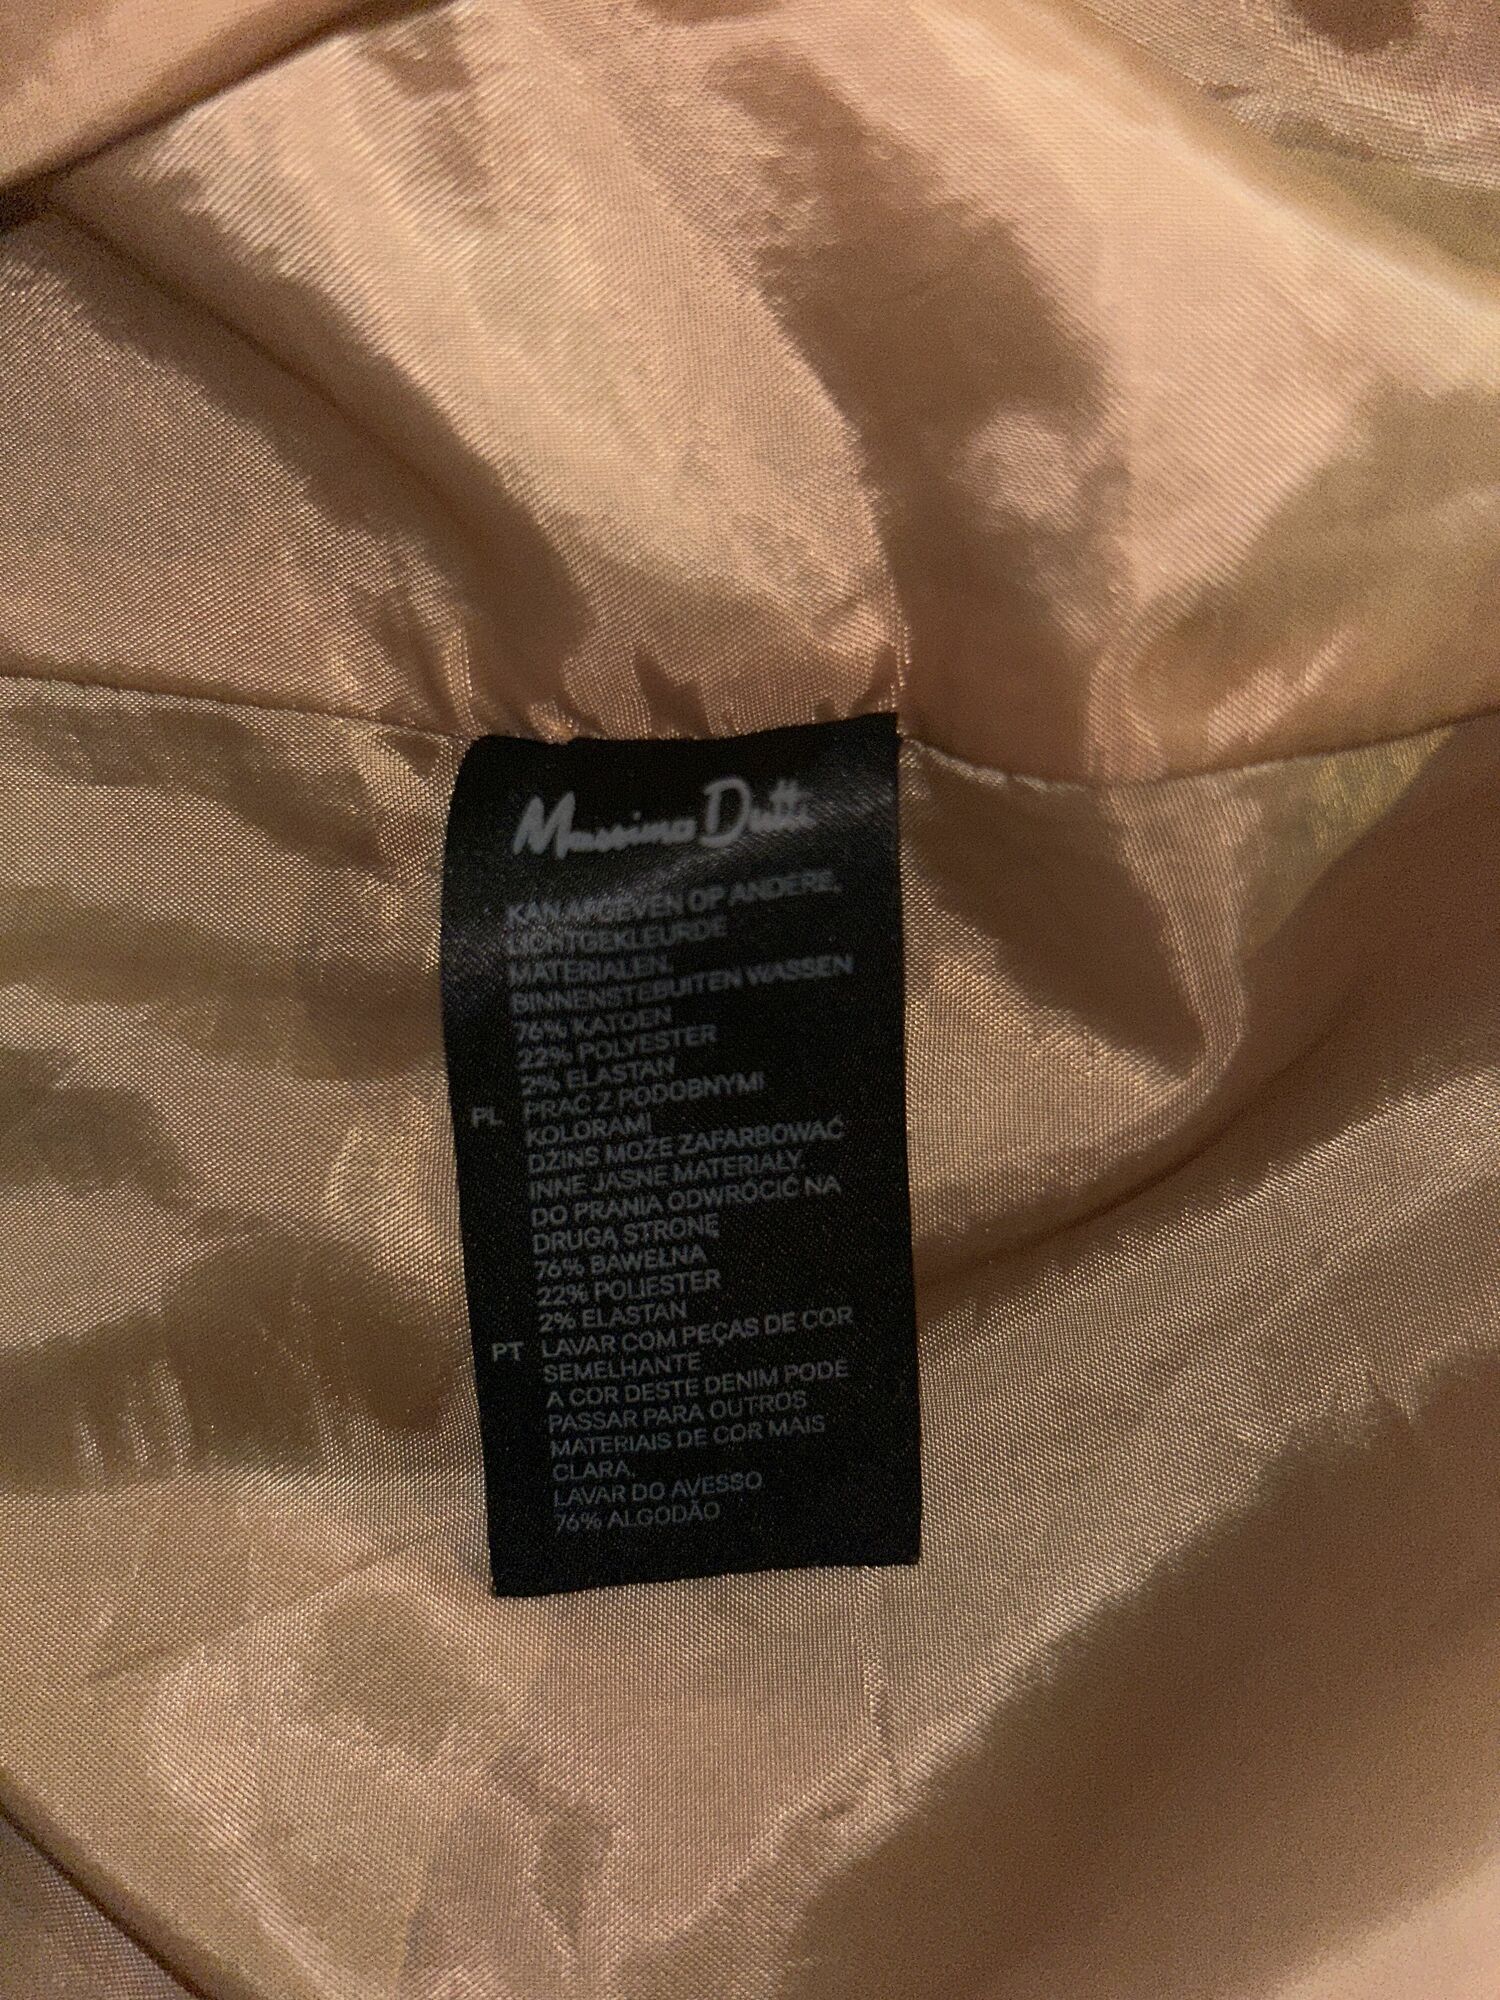 Massimo Dutti
KAN AFGEVEN OP ANDERE,
LICHTGEKLEURDE
MATERIALEN.
BINNENSTEBUITEN WASSEN
76% KATOEN
22% POLYESTER
2% ELASTAN
PL PRAĆ Z PODOBNYMI
KOLORAMI
DŻINS MOŻE ZAFARBOWAĆ
INNE JASNE MATERIAŁY.
DO PRANIA ODWRÓCIĆ NA
DRUGĄ STRONĘ
76% BAWEŁNA
22% POLIESTER
2% ELASTAN
PT LAVAR COM PEÇAS DE COR
SEMELHANTE
A COR DESTE DENIM PODE
PASSAR PARA OUTROS
MATERIAIS DE COR MAIS
CLARA.
LAVAR DO AVESSO
76% ALGODÃO